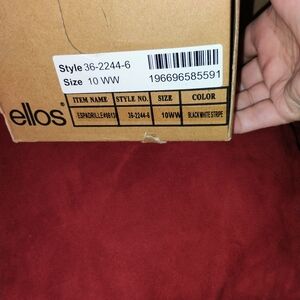 Style 36-2244-6
Size 10 WW
196696585591
ellos®
ITEM NAME STYLE NO. SIZE COLOR
36-2244-6 10WW BLACK WHITE STRIPE